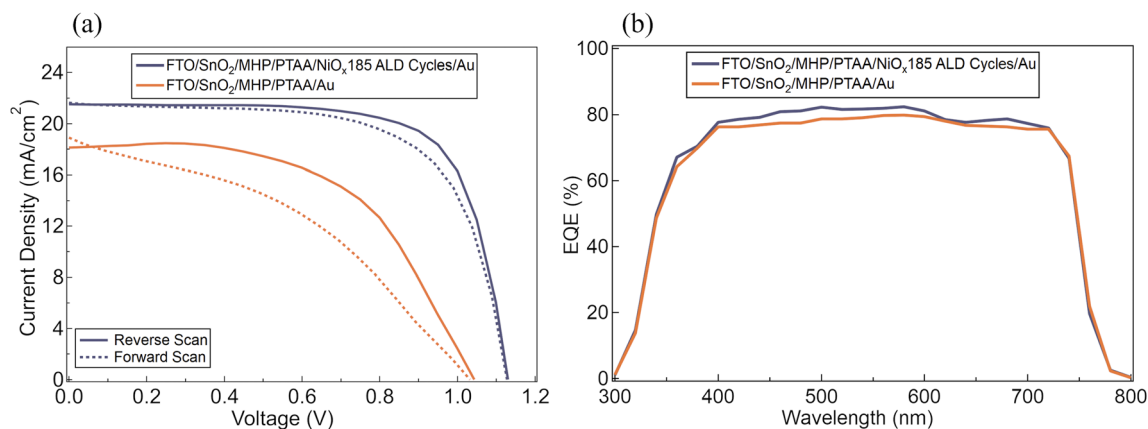 (a)
FTO/SnO₂/MHP/PTAA/NiOₓ185 ALD Cycles/Au
FTO/SnO₂/MHP/PTAA/Au
24
20
16
12
8
4
0
Current Density (mA/cm²)
Reverse Scan
Forward Scan
0.0
0.2
0.4
0.6
0.8
1.0
1.2
Voltage (V)
(b)
FTO/SnO₂/MHP/PTAA/NiOₓ185 ALD Cycles/Au
FTO/SnO₂/MHP/PTAA/Au
100
80
60
40
20
0
EQE (%)
300
400
500
600
700
800
Wavelength (nm)